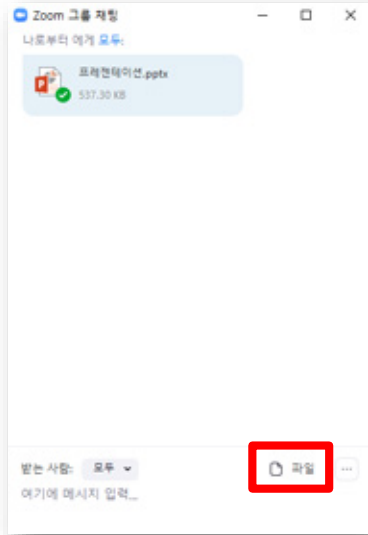 Zoom 그룹 채팅
나로부터 에게 모두:
프레젠테이션.pptx
537.30 KB
받는 사람: 모두
파일
여기에 메시지 입력...